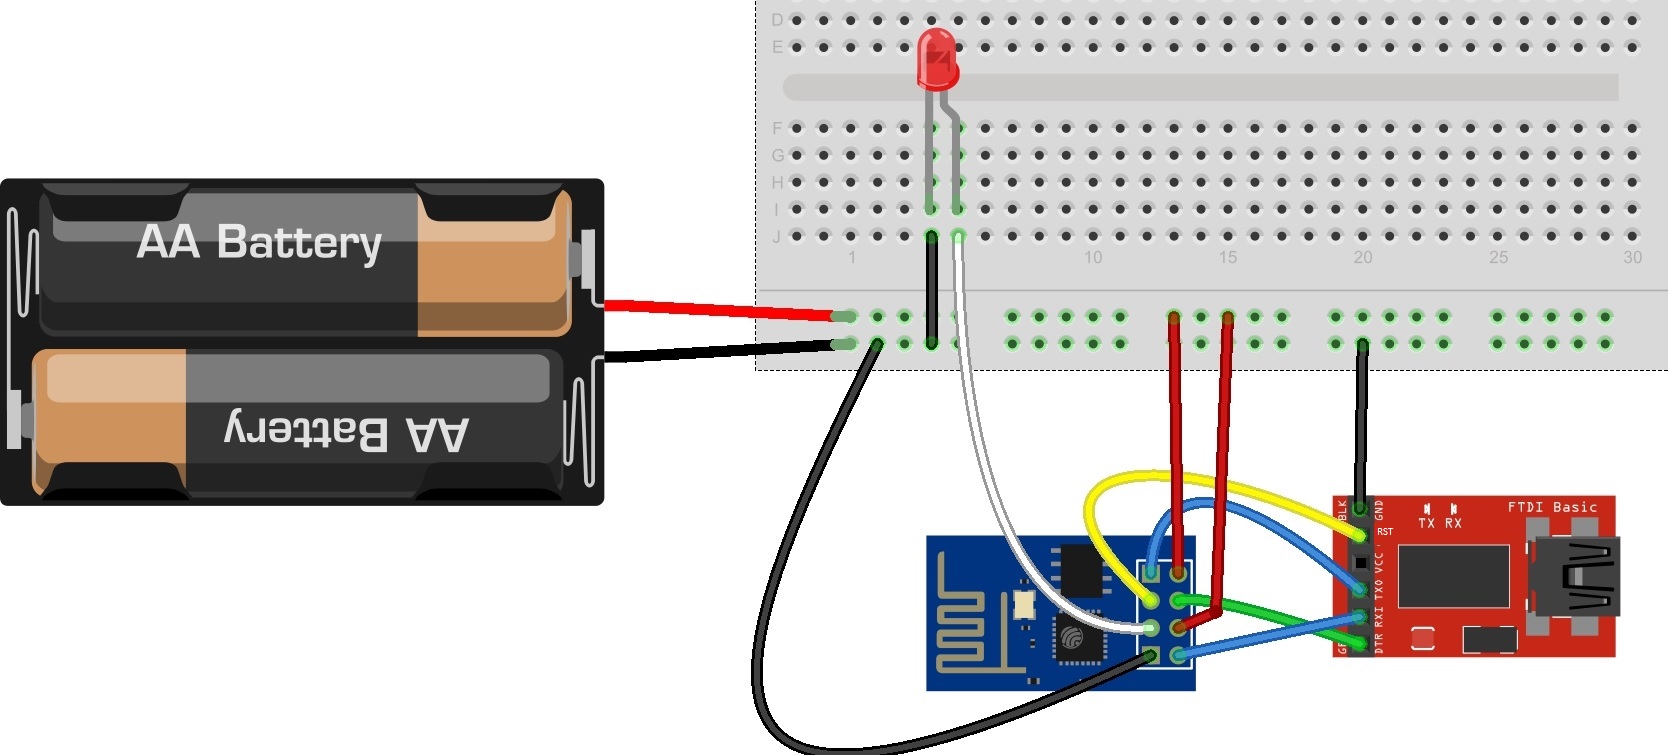 D
E
F
G
H
I
J
1
10
15
20
25
30
AA Battery
AA Battery
FTDI Basic
TX RX
BLK
GND
RST
VCC
TXO
RXI
DTR